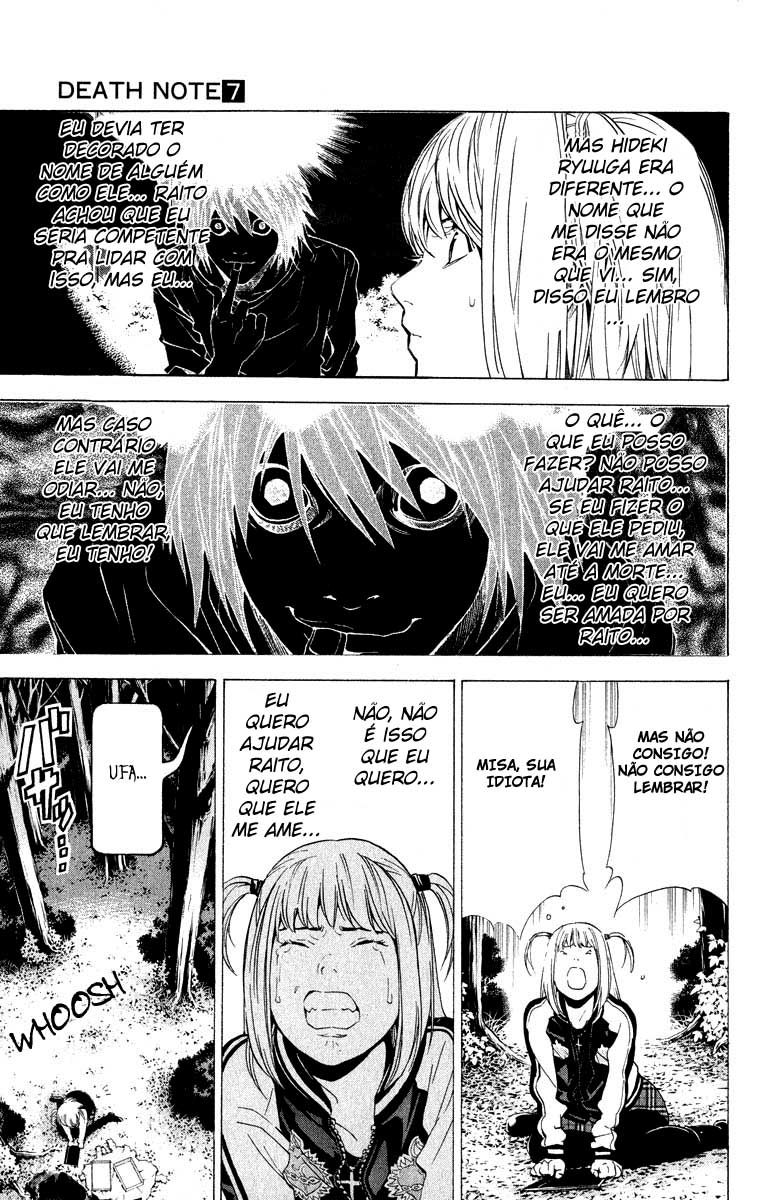 DEATH NOTE 7
MAS HIDEKI
RYUUGA ERA
DIFERENTE... O
NOME QUE
ME DISSE NÃO
ERA O MESMO
QUE VI... SIM,
DISSO EU LEMBRO
...
EU DEVIA TER
DECORADO O
NOME DE ALGUÉM
COMO ELE... RAITO
ACHOU QUE EU
SERIA COMPETENTE
PRA LIDAR COM
ISSO, MAS EU...
O QUÊ... O
QUE EU POSSO
FAZER? NÃO POSSO
AJUDAR RAITO...
SE EU FIZER O
QUE ELE PEDIU,
ELE VAI ME AMAR
ATÉ A MORTE...
EU... EU QUERO
SER AMADA POR
RAITO...
MAS CASO
CONTRÁRIO
ELE VAI ME
ODIAR... NÃO,
EU TENHO
QUE LEMBRAR,
EU TENHO!
MAS NÃO
CONSIGO!
NÃO CONSIGO
LEMBRAR!
MISA, SUA
IDIOTA!
NÃO, NÃO
É ISSO
QUE EU
QUERO...
EU
QUERO
AJUDAR
RAITO,
QUERO
QUE ELE
ME AME...
UFA...
バサッ…
WHOOSH